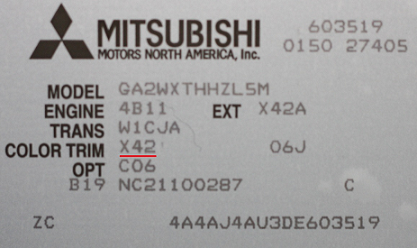 603519
MITSUBISHI
MOTORS NORTH AMERICA, Inc. 0150 27405
MODEL GA2WXTHHZL5M
ENGINE 4B11 EXT X42A
TRANS W1CJA
COLOR TRIM X42 06J
OPT C06
B19 NC21100287 C
ZC 4A4AJ4AU3DE603519